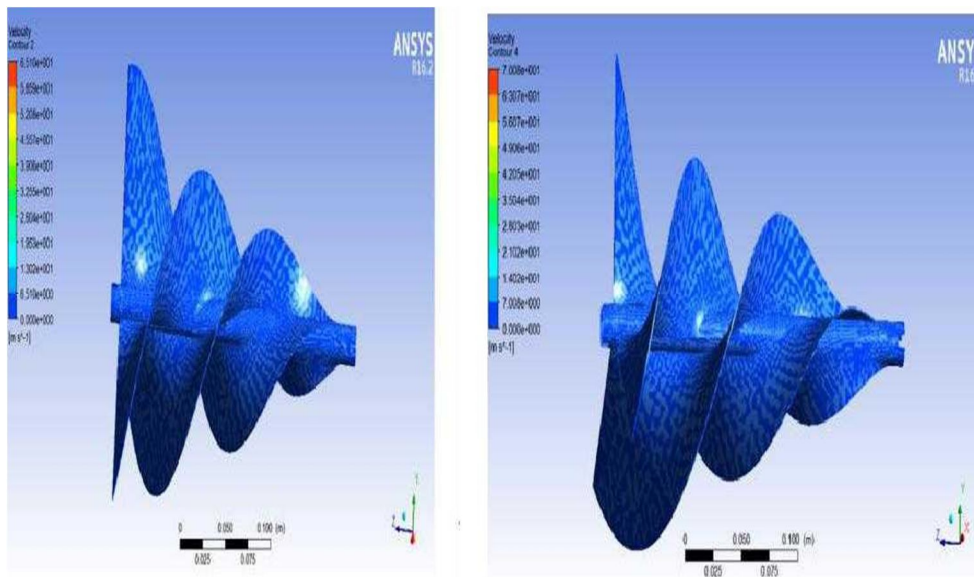 Velocity
Contour 2
6.510e+001
5.859e+001
5.208e+001
4.557e+001
3.906e+001
3.255e+001
2.604e+001
1.953e+001
1.302e+001
6.510e+000
0.000e+000
[m s^-1]
ANSYS
R16.2
0 0.050 0.100 (m)
0.025 0.075
Y
Z
Velocity
Contour 4
7.008e+001
6.307e+001
5.607e+001
4.906e+001
4.205e+001
3.504e+001
2.803e+001
2.102e+001
1.402e+001
7.008e+000
0.000e+000
[m s^-1]
ANSYS
R16
0 0.050 0.100 (m)
0.025 0.075
Y
X
Z